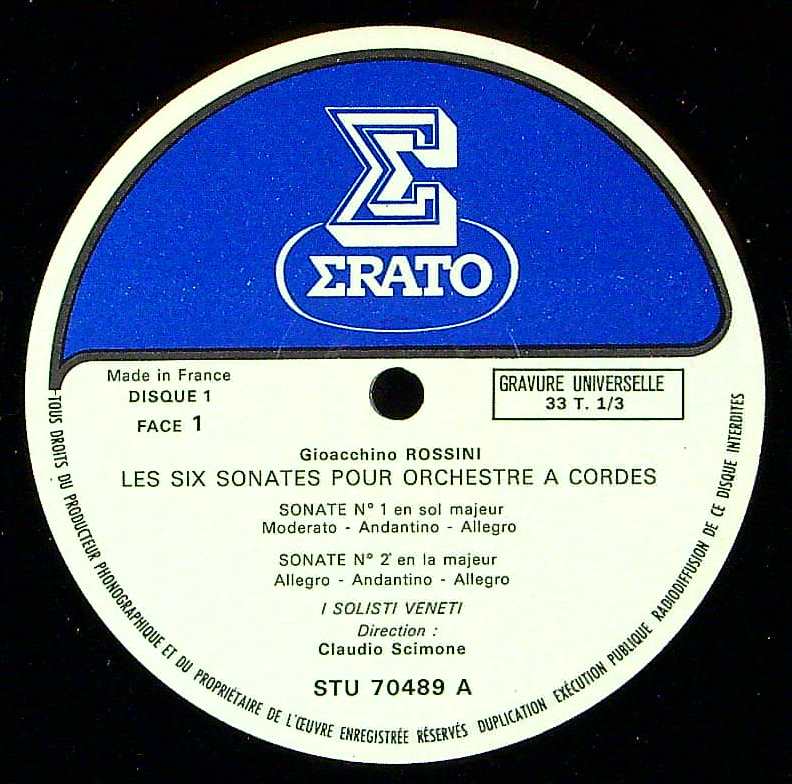 ΣRATO
Made in France
DISQUE 1
FACE 1
GRAVURE UNIVERSELLE
33 T. 1/3
Gioacchino ROSSINI
LES SIX SONATES POUR ORCHESTRE A CORDES
SONATE N° 1 en sol majeur
Moderato - Andantino - Allegro
SONATE N° 2 en la majeur
Allegro - Andantino - Allegro
I SOLISTI VENETI
Direction :
Claudio Scimone
STU 70489 A
TOUS DROITS DU PRODUCTEUR PHONOGRAPHIQUE ET DU PROPRIÉTAIRE DE L'ŒUVRE ENREGISTRÉE RÉSERVÉS DUPLICATION EXÉCUTION PUBLIQUE RADIODIFFUSION DE CE DISQUE INTERDITES